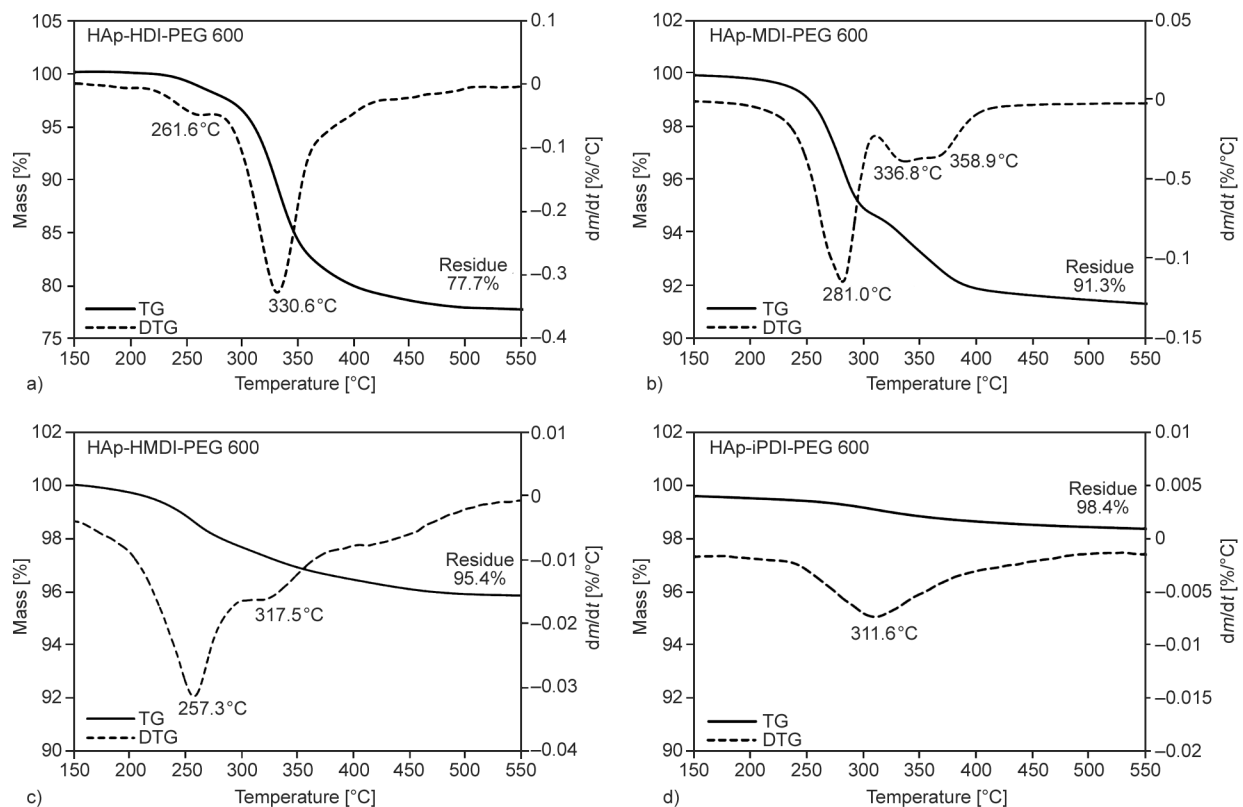 HAp-HDI-PEG 600
105
100
95
90
85
80
75
Mass [%]
0.1
0
–0.1
–0.2
–0.3
–0.4
dm/dt [%/°C]
261.6°C
330.6°C
Residue
77.7%
TG
DTG
150 200 250 300 350 400 450 500 550
Temperature [°C]
a)
HAp-MDI-PEG 600
102
100
98
96
94
92
90
Mass [%]
0.05
0
–0.05
–0.1
–0.15
dm/dt [%/°C]
336.8°C
358.9°C
281.0°C
Residue
91.3%
TG
DTG
150 200 250 300 350 400 450 500 550
Temperature [°C]
b)
HAp-HMDI-PEG 600
102
100
98
96
94
92
90
Mass [%]
0.01
0
–0.01
–0.02
–0.03
–0.04
dm/dt [%/°C]
317.5°C
257.3°C
Residue
95.4%
TG
DTG
150 200 250 300 350 400 450 500 550
Temperature [°C]
c)
HAp-iPDI-PEG 600
102
100
98
96
94
92
90
Mass [%]
0.01
0.005
0
–0.005
–0.01
–0.015
–0.02
dm/dt [%/°C]
Residue
98.4%
311.6°C
TG
DTG
150 200 250 300 350 400 450 500 550
Temperature [°C]
d)